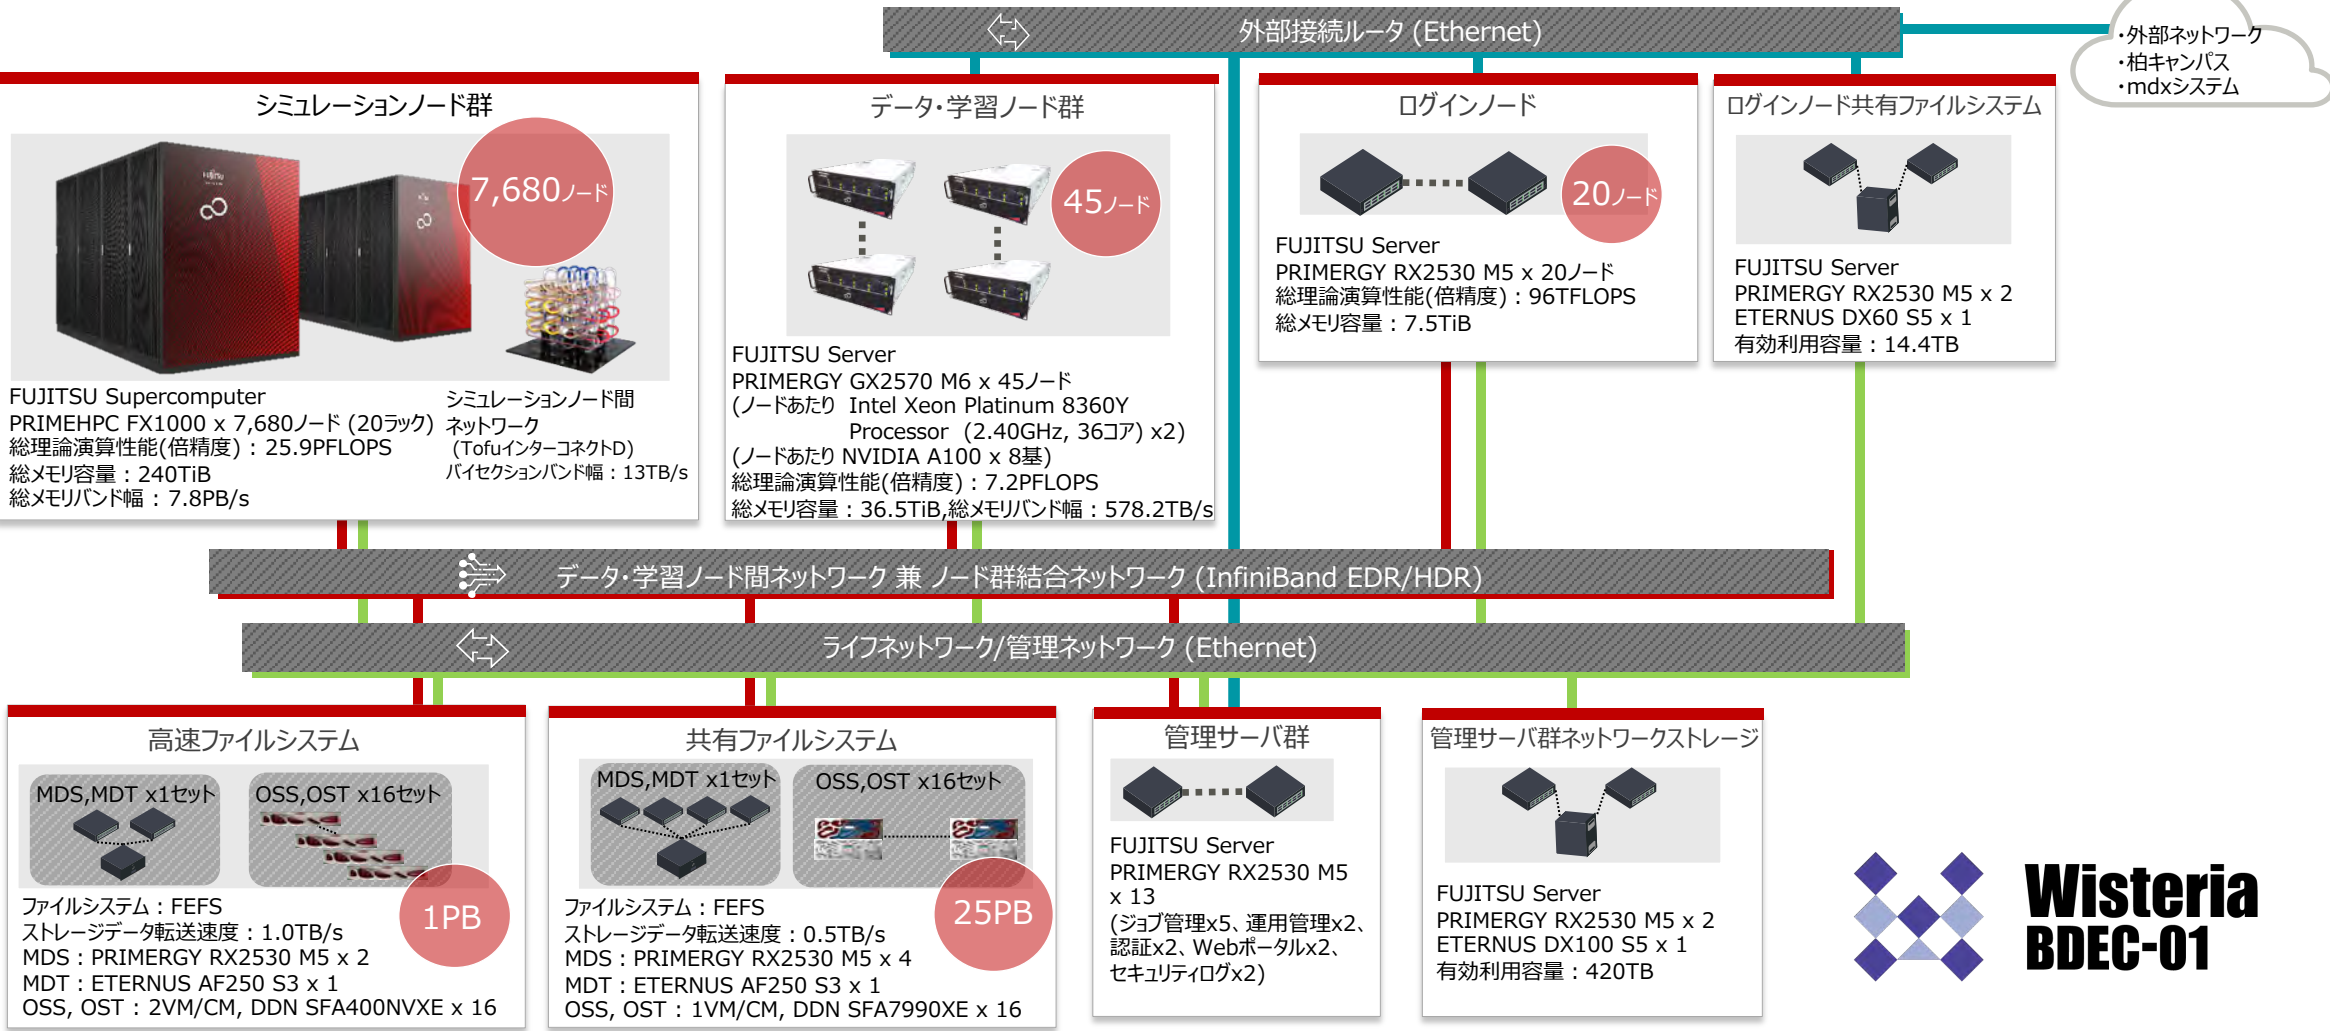 外部接続ルータ (Ethernet)
・外部ネットワーク
・柏キャンパス
・mdxシステム
シミュレーションノード群
7,680ノード
FUJITSU
FUJITSU Supercomputer
PRIMEHPC FX1000 x 7,680ノード (20ラック)
総理論演算性能(倍精度)：25.9PFLOPS
総メモリ容量：240TiB
総メモリバンド幅：7.8PB/s
シミュレーションノード間
ネットワーク
(TofuインターコネクトD)
バイセクションバンド幅：13TB/s
データ・学習ノード群
45ノード
FUJITSU Server
PRIMERGY GX2570 M6 x 45ノード
(ノードあたり Intel Xeon Platinum 8360Y
Processor (2.40GHz, 36コア) x2)
(ノードあたり NVIDIA A100 x 8基)
総理論演算性能(倍精度)：7.2PFLOPS
総メモリ容量：36.5TiB,総メモリバンド幅：578.2TB/s
ログインノード
20ノード
FUJITSU Server
PRIMERGY RX2530 M5 x 20ノード
総理論演算性能(倍精度)：96TFLOPS
総メモリ容量：7.5TiB
ログインノード共有ファイルシステム
FUJITSU Server
PRIMERGY RX2530 M5 x 2
ETERNUS DX60 S5 x 1
有効利用容量：14.4TB
データ・学習ノード間ネットワーク 兼 ノード群結合ネットワーク (InfiniBand EDR/HDR)
ライフネットワーク/管理ネットワーク (Ethernet)
高速ファイルシステム
MDS,MDT x1セット
OSS,OST x16セット
1PB
ファイルシステム：FEFS
ストレージデータ転送速度：1.0TB/s
MDS：PRIMERGY RX2530 M5 x 2
MDT：ETERNUS AF250 S3 x 1
OSS, OST：2VM/CM, DDN SFA400NVXE x 16
共有ファイルシステム
MDS,MDT x1セット
OSS,OST x16セット
25PB
ファイルシステム：FEFS
ストレージデータ転送速度：0.5TB/s
MDS：PRIMERGY RX2530 M5 x 4
MDT：ETERNUS AF250 S3 x 1
OSS, OST：1VM/CM, DDN SFA7990XE x 16
管理サーバ群
FUJITSU Server
PRIMERGY RX2530 M5
x 13
(ジョブ管理x5、運用管理x2、
認証x2、Webポータルx2、
セキュリティログx2)
管理サーバ群ネットワークストレージ
FUJITSU Server
PRIMERGY RX2530 M5 x 2
ETERNUS DX100 S5 x 1
有効利用容量：420TB
Wisteria
BDEC-01